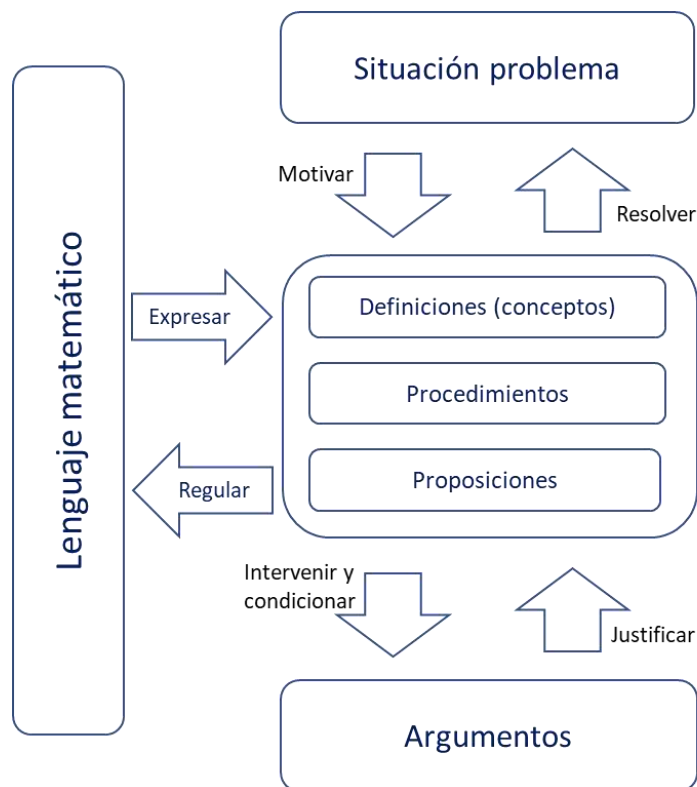 Situación problema
Motivar
Resolver
Lenguaje matemático
Expresar
Definiciones (conceptos)
Procedimientos
Proposiciones
Regular
Intervenir y
condicionar
Justificar
Argumentos